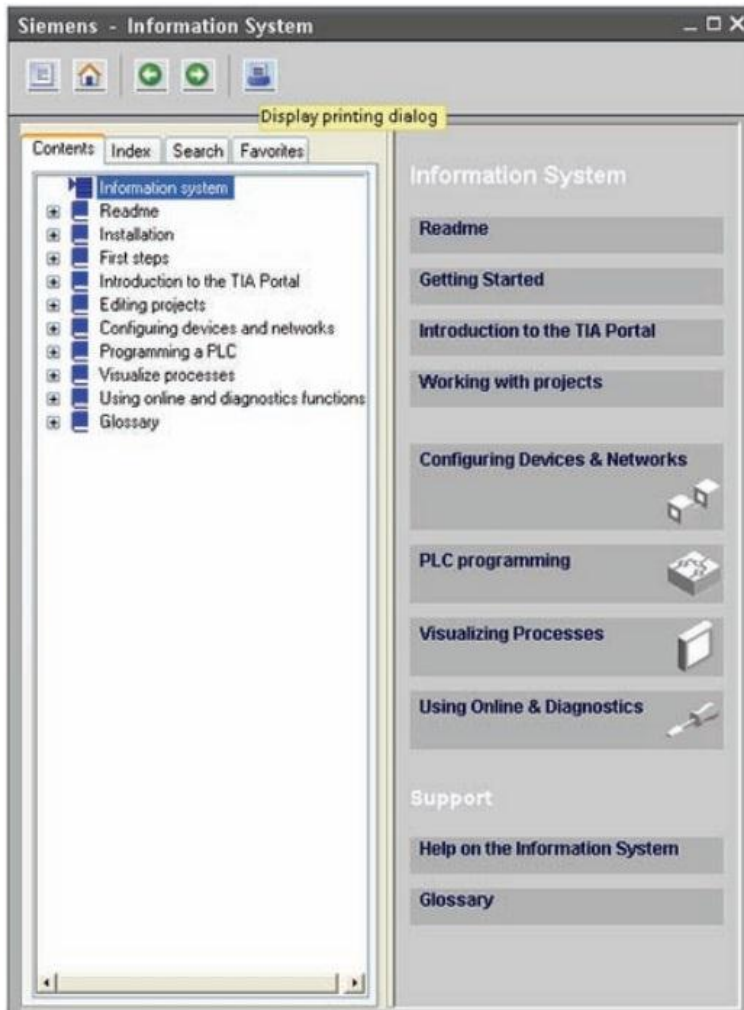 Siemens - Information System
Display printing dialog
Contents Index Search Favorites
Information system
Readme
Installation
First steps
Introduction to the TIA Portal
Editing projects
Configuring devices and networks
Programming a PLC
Visualize processes
Using online and diagnostics functions
Glossary
Information System
Readme
Getting Started
Introduction to the TIA Portal
Working with projects
Configuring Devices & Networks
PLC programming
Visualizing Processes
Using Online & Diagnostics
Support
Help on the Information System
Glossary